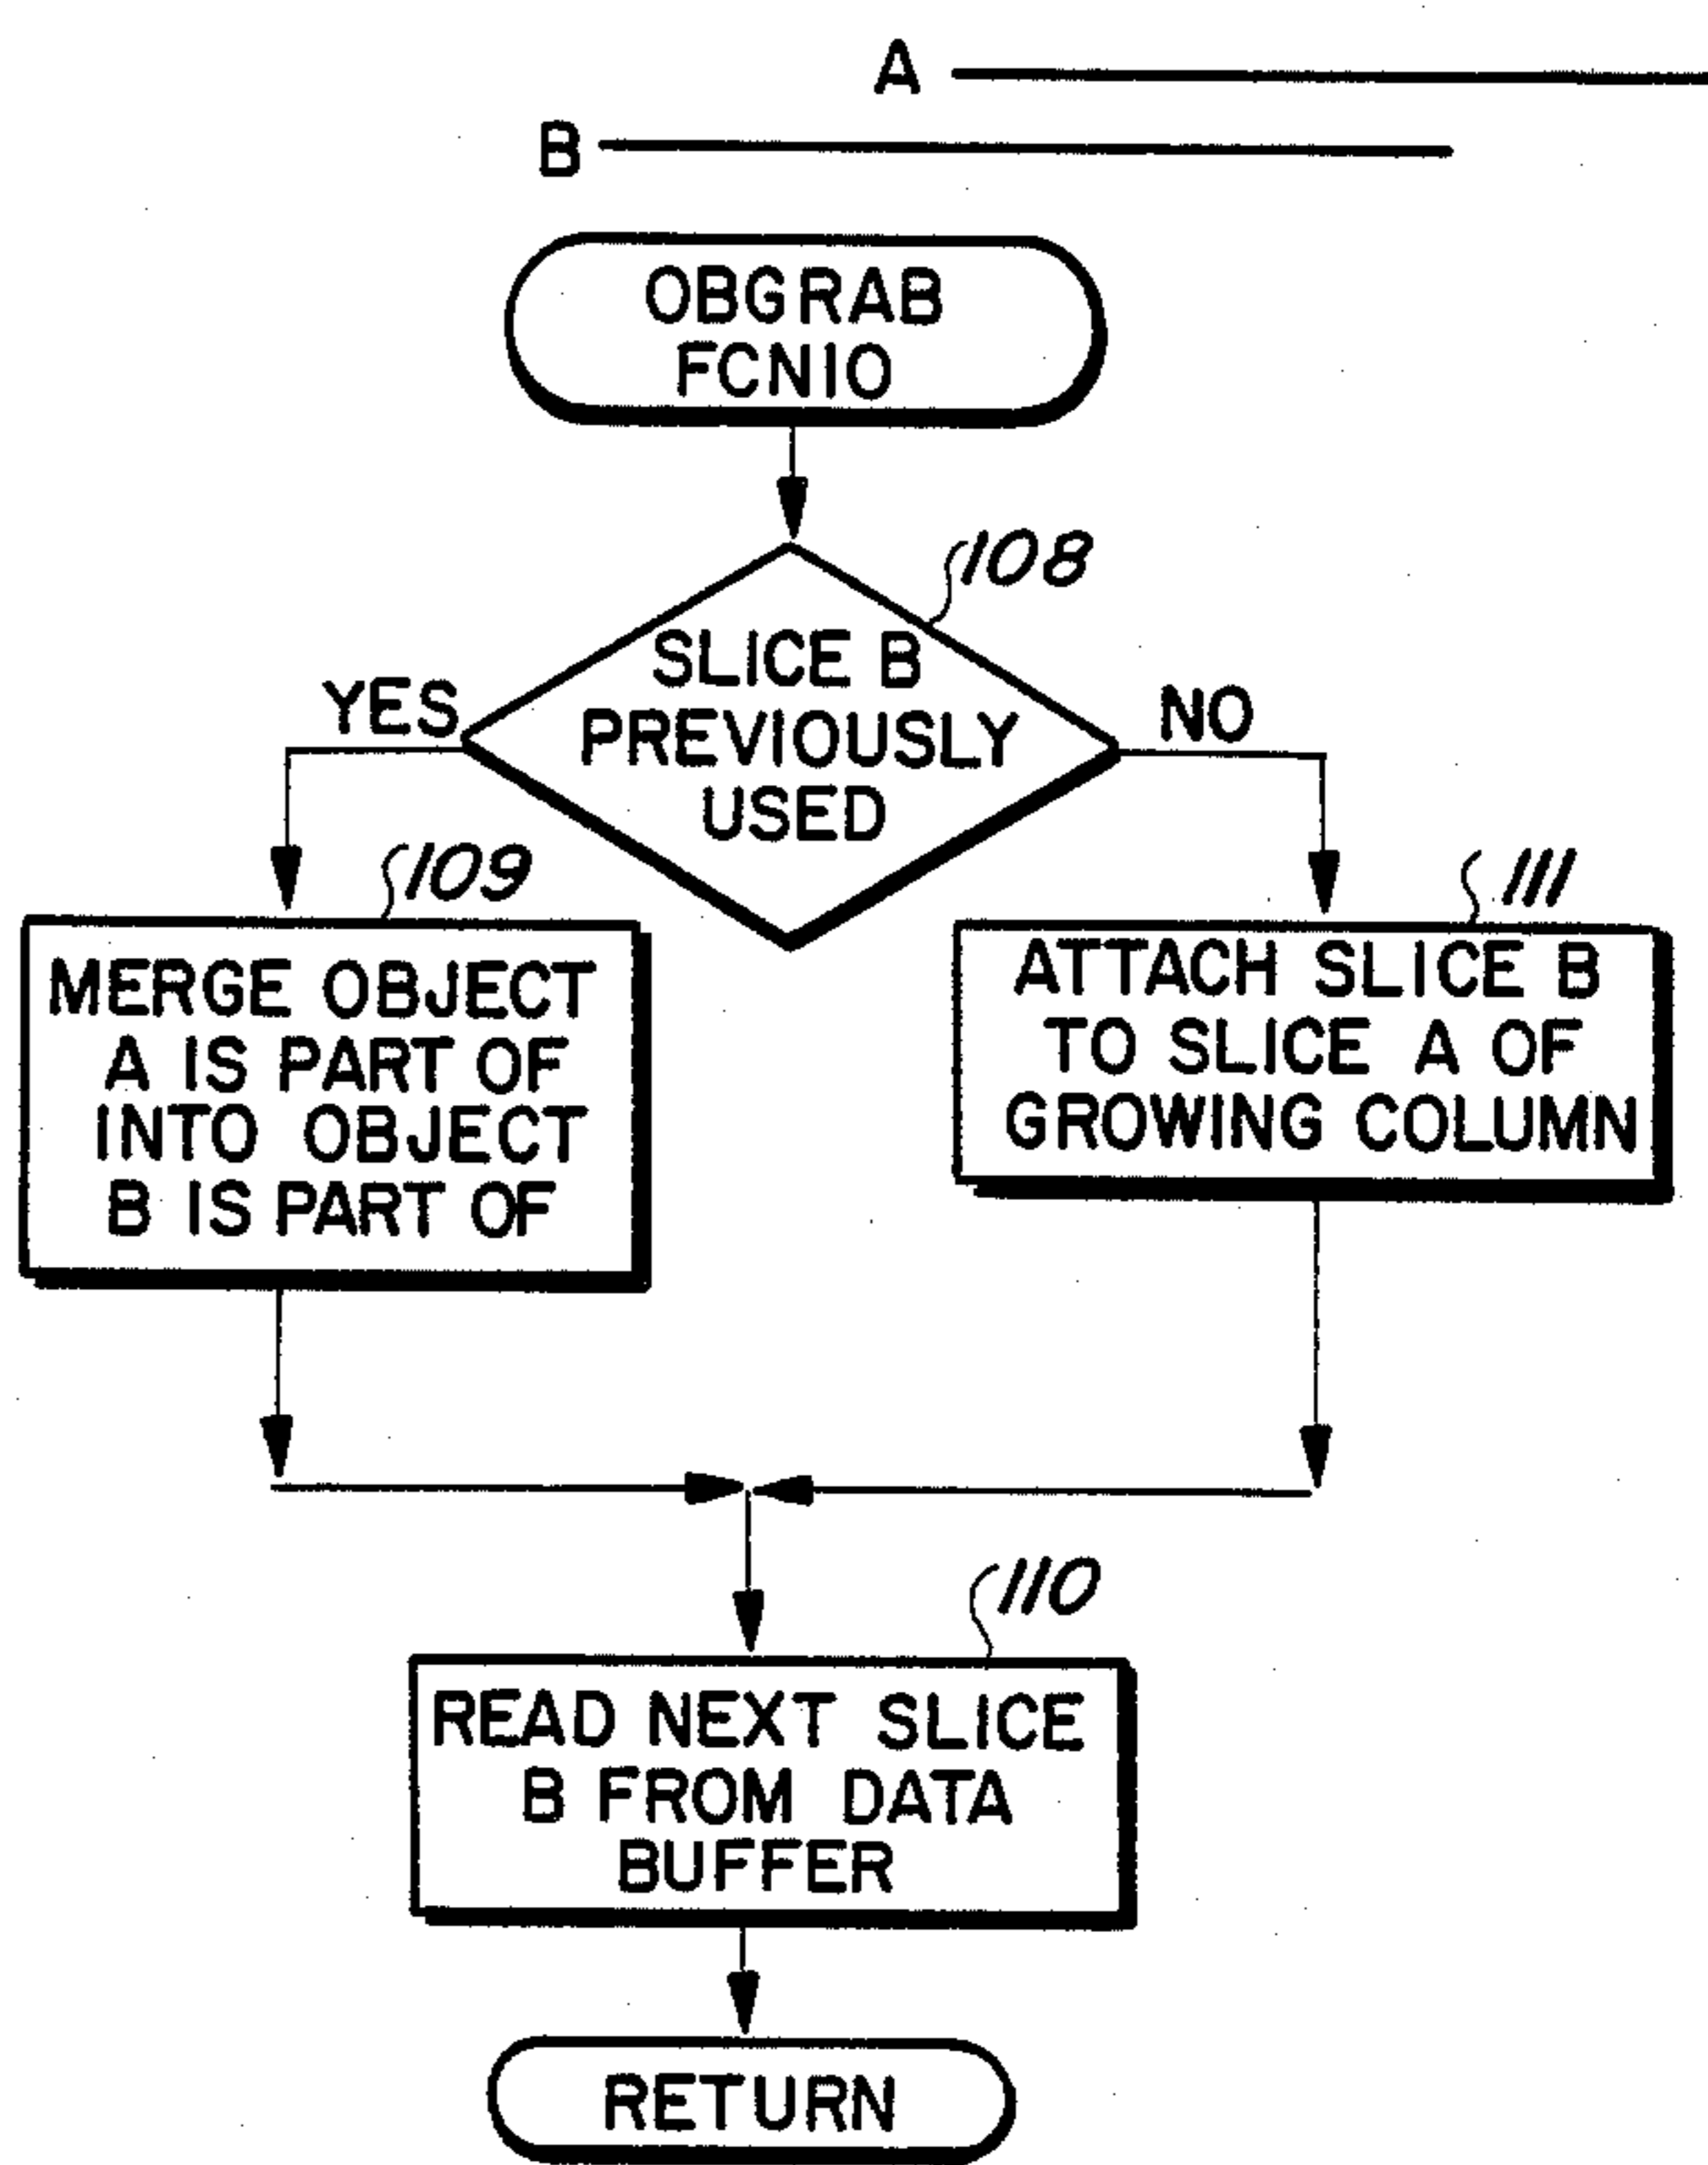 A
B
OBGRAB
FCN10
108
SLICE B
PREVIOUSLY
USED
YES
NO
109
MERGE OBJECT
A IS PART OF
INTO OBJECT
B IS PART OF
111
ATTACH SLICE B
TO SLICE A OF
GROWING COLUMN
110
READ NEXT SLICE
B FROM DATA
BUFFER
RETURN